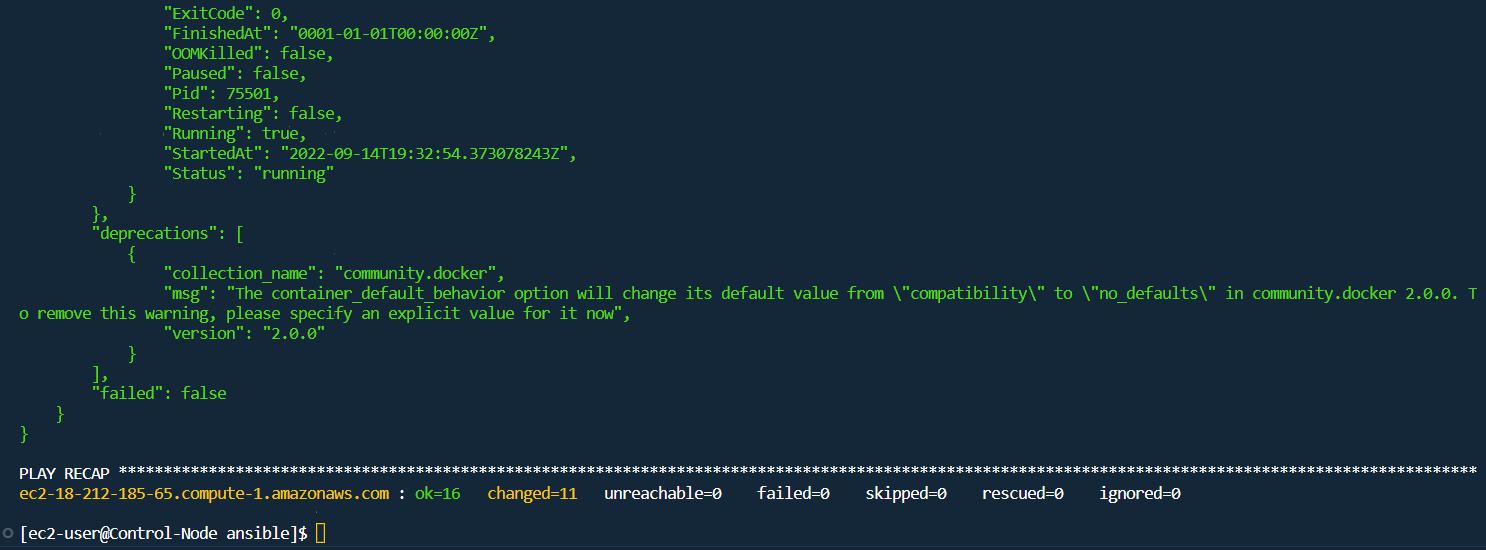 "ExitCode": 0,
"FinishedAt": "0001-01-01T00:00:00Z",
"OOMKilled": false,
"Paused": false,
"Pid": 75501,
"Restarting": false,
"Running": true,
"StartedAt": "2022-09-14T19:32:54.373078243Z",
"Status": "running"
}
},
"deprecations": [
{
"collection_name": "community.docker",
"msg": "The container_default_behavior option will change its default value from \"compatibility\" to \"no_defaults\" in community.docker 2.0.0. T
o remove this warning, please specify an explicit value for it now",
"version": "2.0.0"
}
],
"failed": false
}
}
PLAY RECAP *******************************************************************************************************************************************************
ec2-18-212-185-65.compute-1.amazonaws.com : ok=16 changed=11 unreachable=0 failed=0 skipped=0 rescued=0 ignored=0
[ec2-user@Control-Node ansible]$